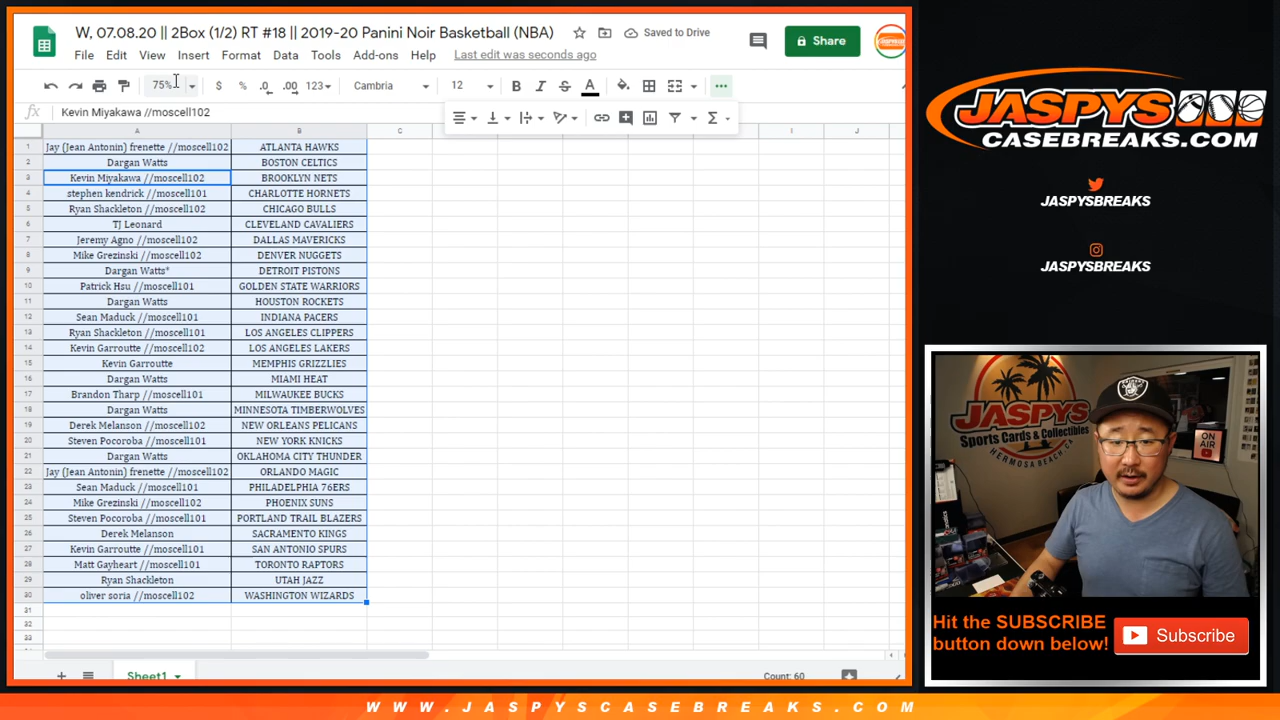 W, 07.08.20 || 2Box (1/2) RT #18 || 2019-20 Panini Noir Basketball (NBA)
Saved to Drive
Share
File Edit View Insert Format Data Tools Add-ons Help Last edit was seconds ago
75% $ % .0 .00 123 Cambria 12 B I S A
fx Kevin Miyakawa //moscell102
A B C I J
1 Jay (Jean Antonin) frenette //moscell102 ATLANTA HAWKS
2 Dargan Watts BOSTON CELTICS
3 Kevin Miyakawa //moscell102 BROOKLYN NETS
4 stephen kendrick //moscell101 CHARLOTTE HORNETS
5 Ryan Shackleton //moscell102 CHICAGO BULLS
6 TJ Leonard CLEVELAND CAVALIERS
7 Jeremy Agno //moscell102 DALLAS MAVERICKS
8 Mike Grezinski //moscell102 DENVER NUGGETS
9 Dargan Watts* DETROIT PISTONS
10 Patrick Hsu //moscell101 GOLDEN STATE WARRIORS
11 Dargan Watts HOUSTON ROCKETS
12 Sean Maduck //moscell101 INDIANA PACERS
13 Ryan Shackleton //moscell101 LOS ANGELES CLIPPERS
14 Kevin Garroutte //moscell102 LOS ANGELES LAKERS
15 Kevin Garroutte MEMPHIS GRIZZLIES
16 Dargan Watts MIAMI HEAT
17 Brandon Tharp //moscell101 MILWAUKEE BUCKS
18 Dargan Watts MINNESOTA TIMBERWOLVES
19 Derek Melanson //moscell102 NEW ORLEANS PELICANS
20 Steven Pocoroba //moscell101 NEW YORK KNICKS
21 Dargan Watts OKLAHOMA CITY THUNDER
22 Jay (Jean Antonin) frenette //moscell102 ORLANDO MAGIC
23 Sean Maduck //moscell101 PHILADELPHIA 76ERS
24 Mike Grezinski //moscell102 PHOENIX SUNS
25 Steven Pocoroba //moscell101 PORTLAND TRAIL BLAZERS
26 Derek Melanson SACRAMENTO KINGS
27 Kevin Garroutte //moscell101 SAN ANTONIO SPURS
28 Matt Gayheart //moscell101 TORONTO RAPTORS
29 Ryan Shackleton UTAH JAZZ
30 oliver soria //moscell102 WASHINGTON WIZARDS
31
32
33
Sheet1
Count: 60
JASPYS
CASEBREAKS.COM
JASPYSBREAKS
JASPYSBREAKS
JASPYS
Sports Cards & Collectibles
HERMOSA BEACH, CA
ON AIR
RAIDERS
Hit the SUBSCRIBE
button down below!
Subscribe
WWW.JASPYSCASEBREAKS.COM